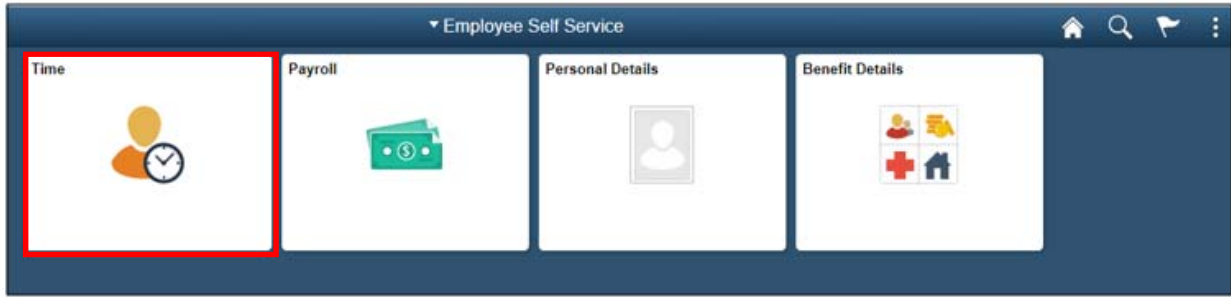 Employee Self Service
Time
Payroll
Personal Details
Benefit Details
$